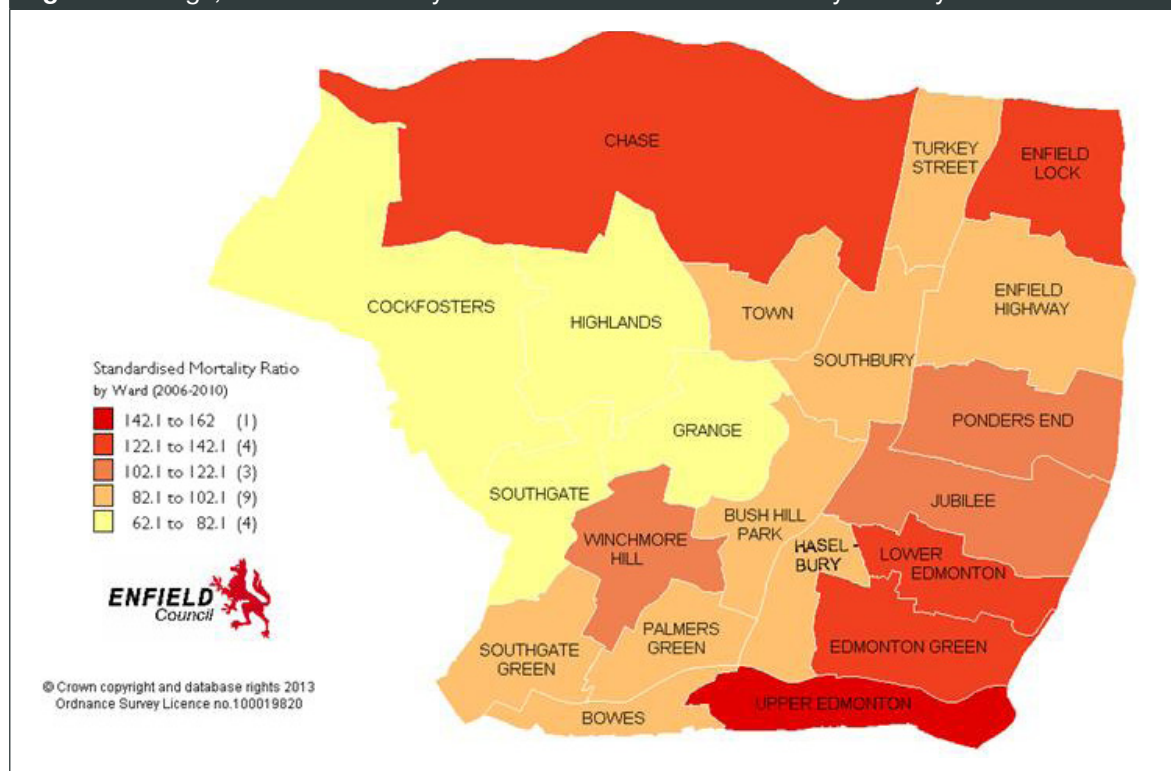 CHASE
TURKEY
STREET
ENFIELD
LOCK
COCKFOSTERS
HIGHLANDS
TOWN
ENFIELD
HIGHWAY
SOUTHBURY
Standardised Mortality Ratio
by Ward (2006-2010)
142.1 to 162 (1)
122.1 to 142.1 (4)
102.1 to 122.1 (3)
82.1 to 102.1 (9)
62.1 to 82.1 (4)
GRANGE
PONDERS END
SOUTHGATE
JUBILEE
BUSH HILL
PARK
WINCHMORE
HILL
HASEL-
BURY
LOWER
EDMONTON
ENFIELD
Council
PALMERS
GREEN
EDMONTON GREEN
SOUTHGATE
GREEN
© Crown copyright and database rights 2013
Ordnance Survey Licence no.100019820
UPPER EDMONTON
BOWES